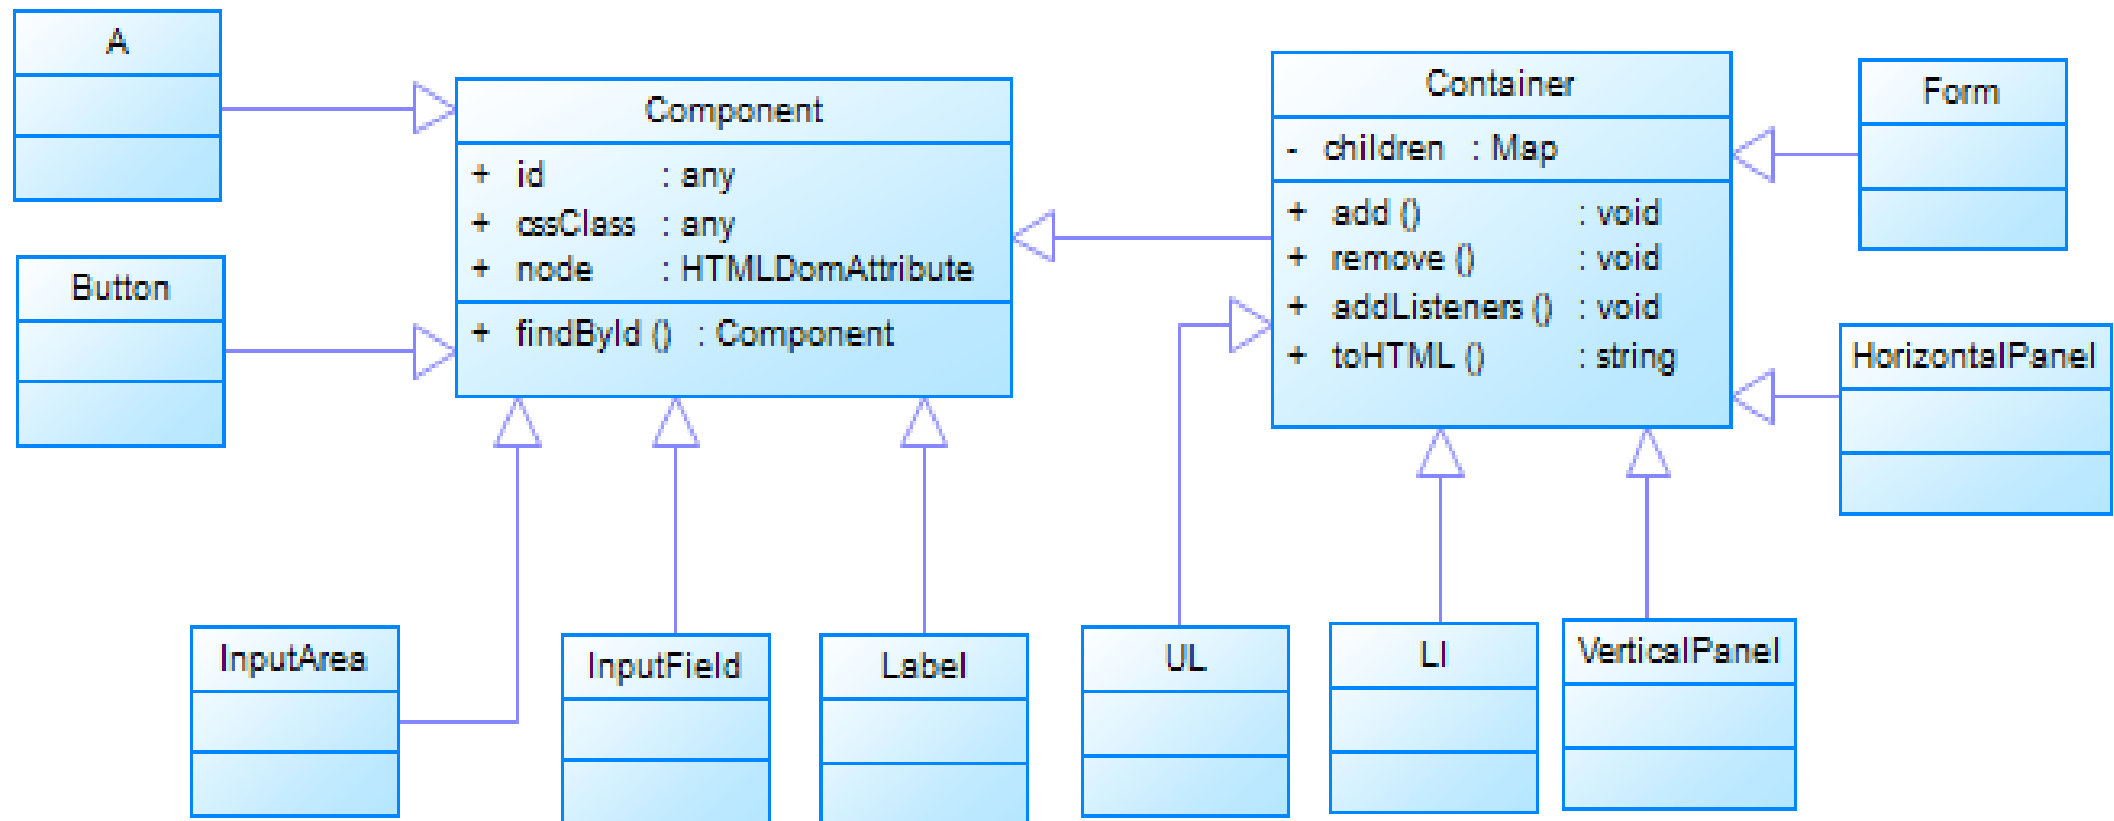 A
Component
+ id : any
+ cssClass : any
+ node : HTMLDomAttribute
+ findById () : Component
Container
- children : Map
+ add () : void
+ remove () : void
+ addListeners () : void
+ toHTML () : string
Form
Button
HorizontalPanel
InputArea
InputField
Label
UL
LI
VerticalPanel